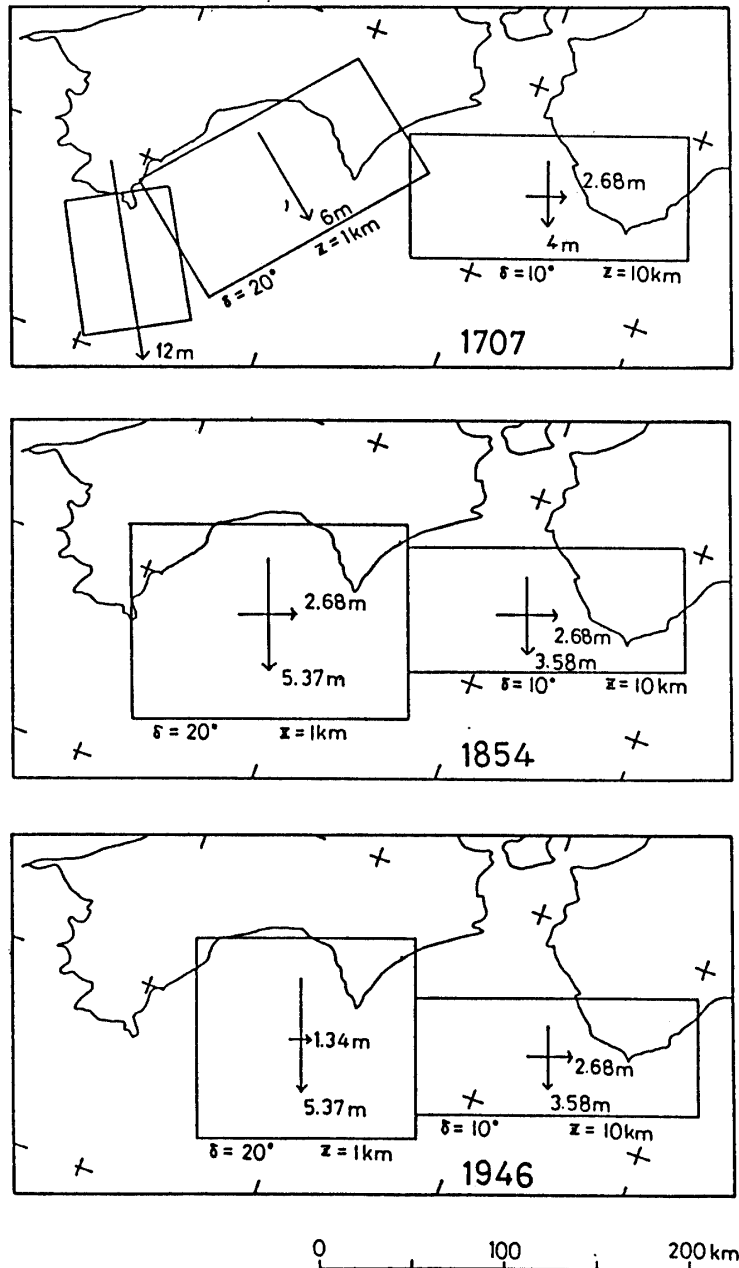 2.68m
6m
4m
δ=20° z=1km
δ=10° z=10km
1707
12m
2.68m
5.37m
2.68m
3.58m
δ=20° z=1km
δ=10° z=10km
1854
1.34m
5.37m
2.68m
3.58m
δ=20° z=1km
δ=10° z=10km
1946
0 100 200km